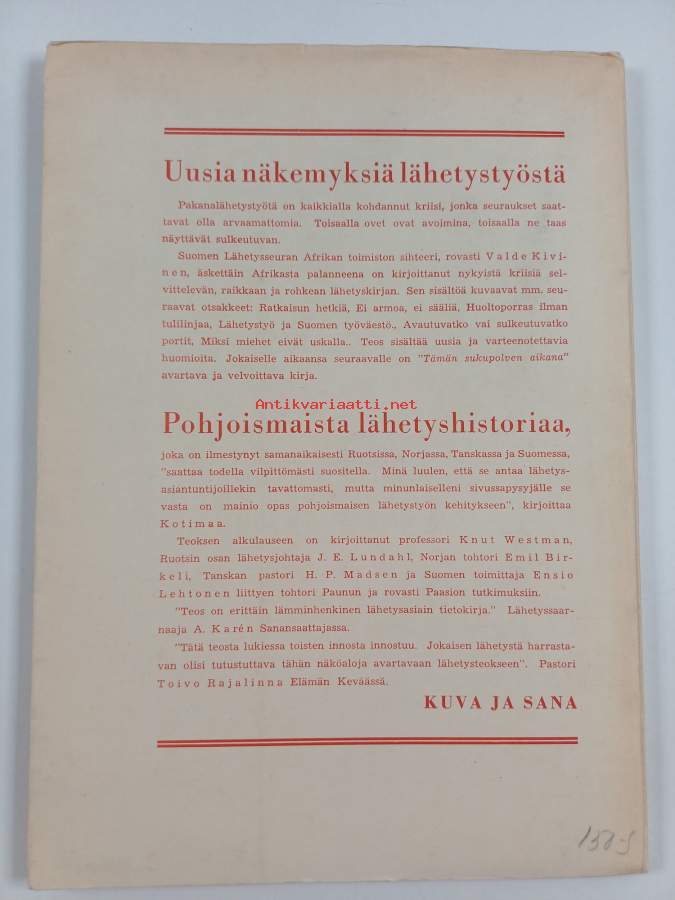 Uusia näkemyksiä lähetystyöstä
Pakanalähetystyötä on kaikkialla kohdannut kriisi, jonka seuraukset saat-
tavat olla arvaamattomia. Toisaalla ovet ovat avoimina, toisaalla ne taas
näyttävät sulkeutuvan.
Suomen Lähetysseuran Afrikan toimiston sihteeri, rovasti Valde Kivi-
nen, äskettäin Afrikasta palanneena on kirjoittanut nykyistä kriisiä sel-
vittelevän, raikkaan ja rohkean lähetyskirjan. Sen sisältöä kuvaavat mm. seu-
raavat otsakkeet: Ratkaisun hetkiä, Ei armoa, ei sääliä, Huoltoporras ilman
tulilinjaa, Lähetystyö ja Suomen työväestö., Avautuvatko vai sulkeutuvatko
portit, Miksi miehet eivät uskalla.. Teos sisältää uusia ja varteenotettavia
huomioita. Jokaiselle aikaansa seuraavalle on "Tämän sukupolven aikana"
avartava ja velvoittava kirja.
Antikvariaatti.net
Pohjoismaista lähetyshistoriaa,
joka on ilmestynyt samanaikaisesti Ruotsissa, Norjassa, Tanskassa ja Suomessa,
"saattaa todella vilpittömästi suositella. Minä luulen, että se antaa lähetys-
asiantuntijoillekin tavattomasti, mutta minunlaiselleni sivussapysyjälle se
vasta on mainio opas pohjoismaisen lähetystyön kehitykseen", kirjoittaa
Kotimaa.
Teoksen alkulauseen on kirjoittanut professori Knut Westman,
Ruotsin osan lähetysjohtaja J. E. Lundahl, Norjan tohtori Emil Bir-
keli, Tanskan pastori H. P. Madsen ja Suomen toimittaja Ensio
Lehtonen liittyen tohtori Paunun ja rovasti Paasion tutkimuksiin.
"Teos on erittäin lämminhenkinen lähetysasiain tietokirja." Lähetyssaar-
naaja A. Karén Sanansaattajassa.
"Tätä teosta lukiessa toisten innosta innostuu. Jokaisen lähetystä harrasta-
van olisi tutustuttava tähän näköaloja avartavaan lähetysteokseen". Pastori
Toivo Rajalinna Elämän Keväässä.
KUVA JA SANA